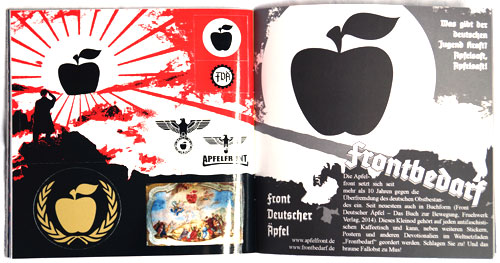 FDÄ
APFELFRONT
Was gibt der
deutschen
Jugend Kraft?
Apfelsaft,
Apfelsaft!
Frontbedarf
Die Apfel-
front setzt sich seit
mehr als 10 Jahren gegen die
Überfremdung des deutschen Obstbestan-
des ein. Seit neuestem auch in Buchform (Front
Deutscher Äpfel – Das Buch zur Bewegung, Fruchtwerk
Verlag, 2014). Dieses Kleinod gehört auf jeden antifaschisti-
schen Kaffeetisch und kann, neben weiteren Stickern,
Postern und anderen Devotionalien im Weltnetzladen
„Frontbedarf" geordert werden. Schlagen Sie zu! Und das
braune Fallobst zu Mus!
Front
Deutscher
Äpfel
www.apfelfront.de
www.frontbedarf.de